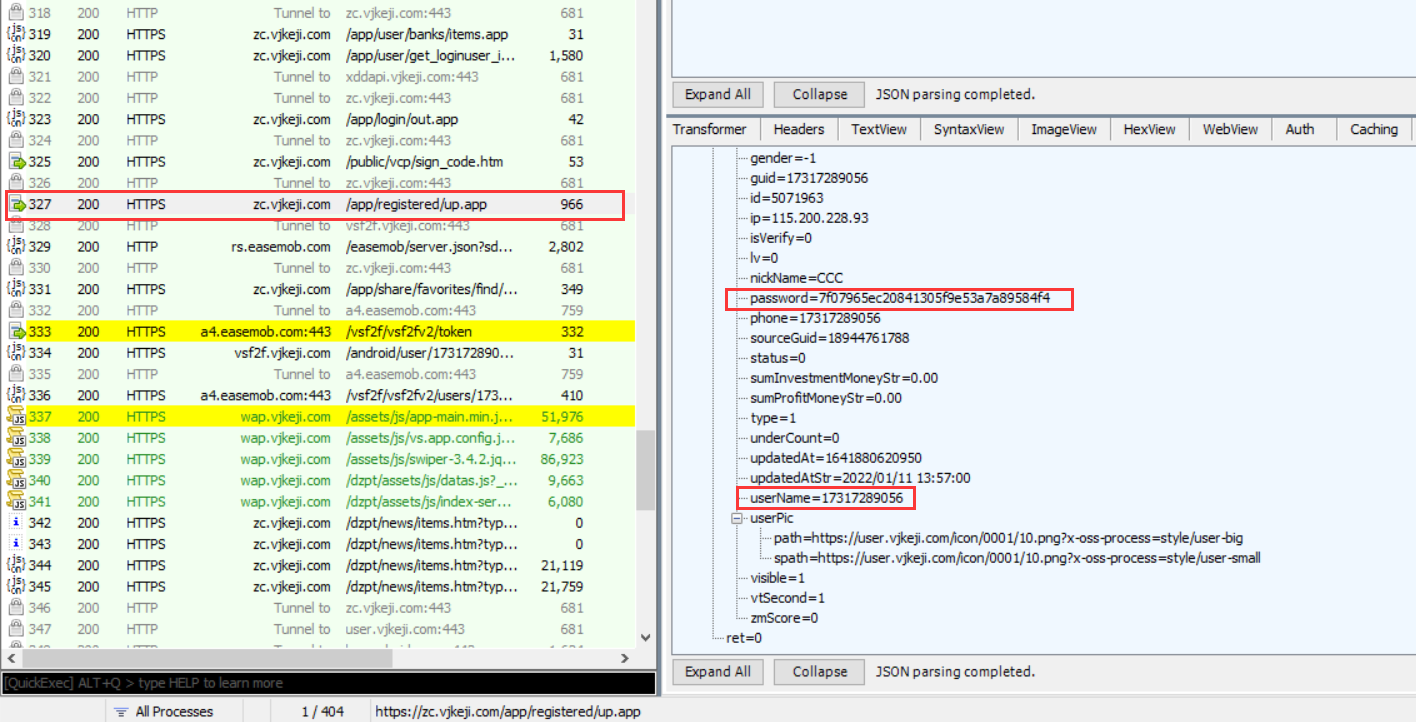 318 200 HTTP Tunnel to zc.vjkeji.com:443 681
319 200 HTTPS zc.vjkeji.com /app/user/banks/items.app 31
320 200 HTTPS zc.vjkeji.com /app/user/get_loginuser_i... 1,580
321 200 HTTP Tunnel to xddapi.vjkeji.com:443 681
322 200 HTTP Tunnel to zc.vjkeji.com:443 681
323 200 HTTPS zc.vjkeji.com /app/login/out.app 42
324 200 HTTP Tunnel to zc.vjkeji.com:443 681
325 200 HTTPS zc.vjkeji.com /public/vcp/sign_code.htm 53
326 200 HTTP Tunnel to zc.vjkeji.com:443 681
327 200 HTTPS zc.vjkeji.com /app/registered/up.app 966
328 200 HTTP Tunnel to vsf2f.vjkeji.com:443 681
329 200 HTTP rs.easemob.com /easemob/server.json?sd... 2,802
330 200 HTTP Tunnel to zc.vjkeji.com:443 681
331 200 HTTPS zc.vjkeji.com /app/share/favorites/find/... 349
332 200 HTTP Tunnel to a4.easemob.com:443 759
333 200 HTTPS a4.easemob.com:443 /vsf2f/vsf2fv2/token 332
334 200 HTTPS vsf2f.vjkeji.com /android/user/173172890... 31
335 200 HTTP Tunnel to a4.easemob.com:443 759
336 200 HTTPS a4.easemob.com:443 /vsf2f/vsf2fv2/users/173... 410
337 200 HTTPS wap.vjkeji.com /assets/js/app-main.min.j... 51,976
338 200 HTTPS wap.vjkeji.com /assets/js/vs.app.config.j... 7,686
339 200 HTTPS wap.vjkeji.com /assets/js/swiper-3.4.2.jq... 86,923
340 200 HTTPS wap.vjkeji.com /dzpt/assets/js/datas.js?_... 9,663
341 200 HTTPS wap.vjkeji.com /dzpt/assets/js/index-ser... 6,080
342 200 HTTPS zc.vjkeji.com /dzpt/news/items.htm?typ... 0
343 200 HTTPS zc.vjkeji.com /dzpt/news/items.htm?typ... 0
344 200 HTTPS zc.vjkeji.com /dzpt/news/items.htm?typ... 21,119
345 200 HTTPS zc.vjkeji.com /dzpt/news/items.htm?typ... 21,759
346 200 HTTP Tunnel to zc.vjkeji.com:443 681
347 200 HTTP Tunnel to user.vjkeji.com:443 681
[QuickExec] ALT+Q > type HELP to learn more
All Processes 1 / 404 https://zc.vjkeji.com/app/registered/up.app
Expand All Collapse JSON parsing completed.
Transformer Headers TextView SyntaxView ImageView HexView WebView Auth Caching
gender=-1
guid=17317289056
id=5071963
ip=115.200.228.93
isVerify=0
lv=0
nickName=CCC
password=7f07965ec20841305f9e53a7a89584f4
phone=17317289056
sourceGuid=18944761788
status=0
sumInvestmentMoneyStr=0.00
sumProfitMoneyStr=0.00
type=1
underCount=0
updatedAt=1641880620950
updatedAtStr=2022/01/11 13:57:00
userName=17317289056
userPic
path=https://user.vjkeji.com/icon/0001/10.png?x-oss-process=style/user-big
spath=https://user.vjkeji.com/icon/0001/10.png?x-oss-process=style/user-small
visible=1
vtSecond=1
zmScore=0
ret=0
Expand All Collapse JSON parsing completed.